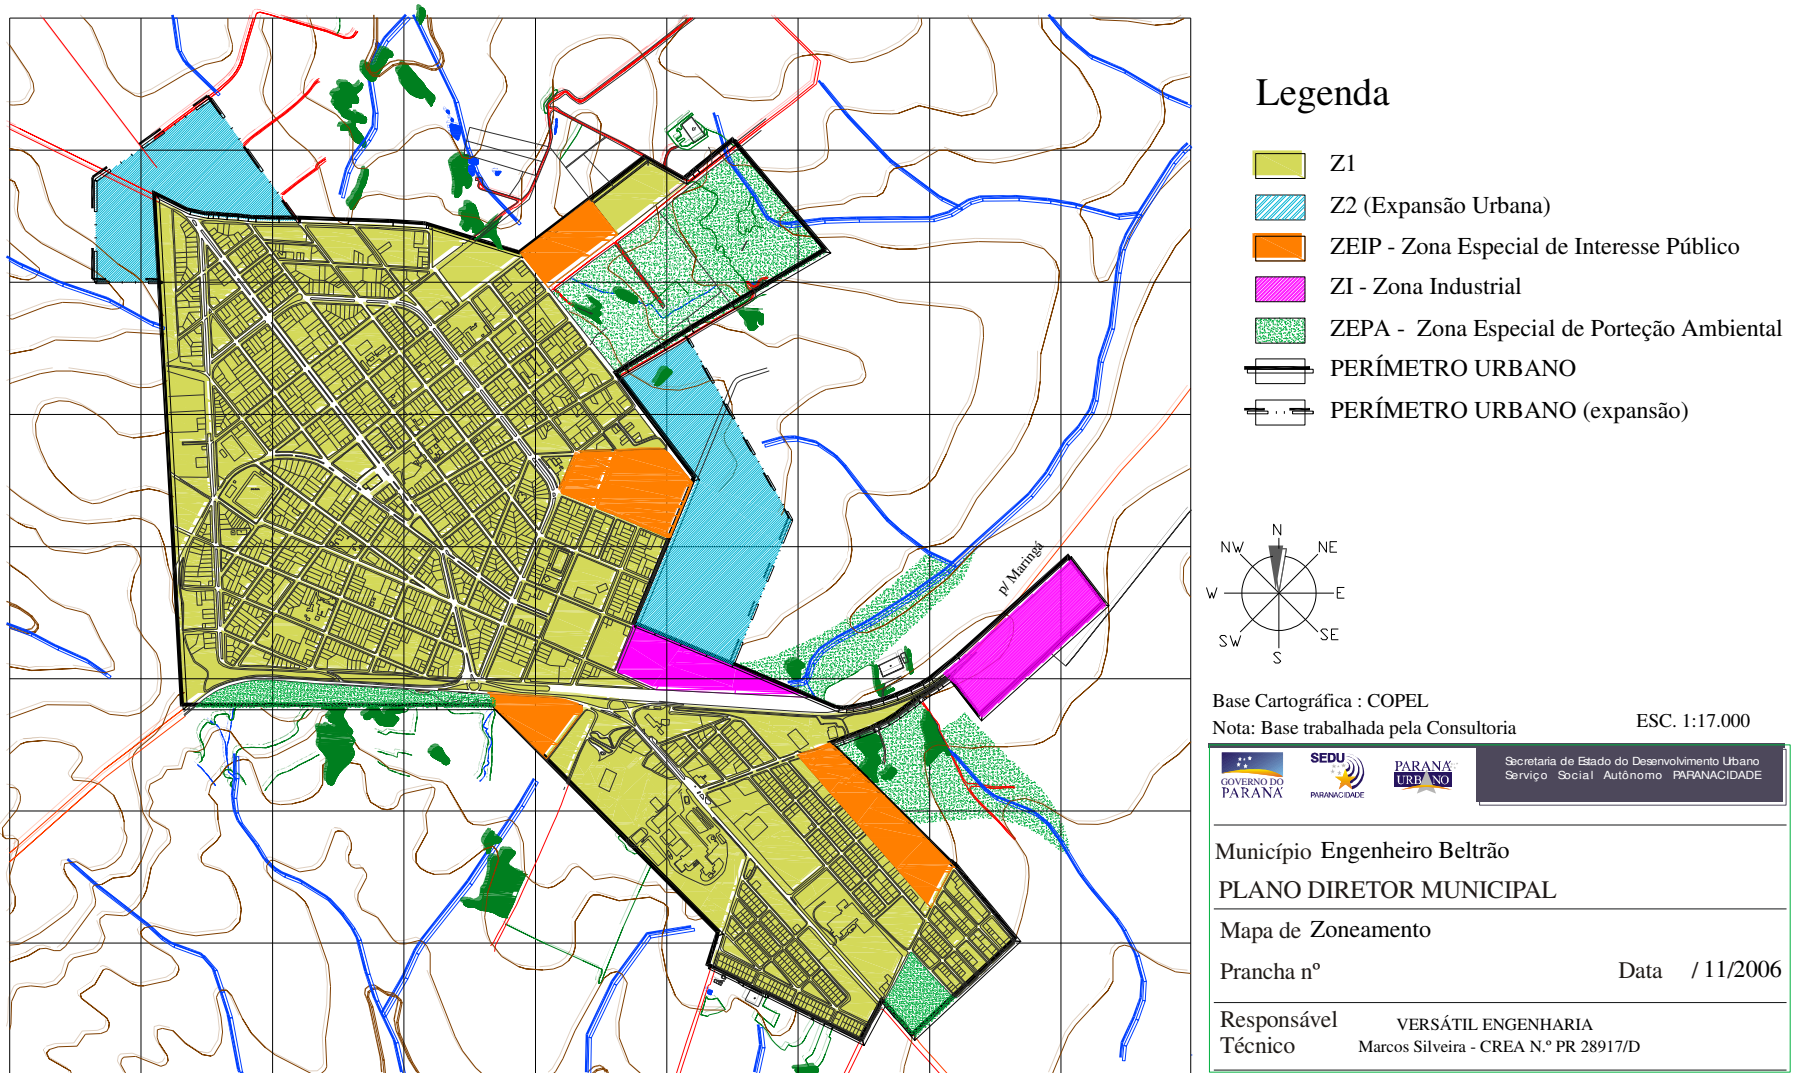 Legenda
Z1
Z2 (Expansão Urbana)
ZEIP - Zona Especial de Interesse Público
ZI - Zona Industrial
ZEPA - Zona Especial de Porteção Ambiental
PERÍMETRO URBANO
PERÍMETRO URBANO (expansão)
p/ Maringá
N
NW
NE
W
E
SW
SE
S
Base Cartográfica : COPEL
Nota: Base trabalhada pela Consultoria
ESC. 1:17.000
GOVERNO DO
PARANÁ
SEDU
PARANACIDADE
PARANÁ
URBANO
Secretaria de Estado do Desenvolvimento Urbano
Serviço Social Autônomo PARANACIDADE
Município Engenheiro Beltrão
PLANO DIRETOR MUNICIPAL
Mapa de Zoneamento
Prancha nº
Data / 11/2006
Responsável
Técnico
VERSÁTIL ENGENHARIA
Marcos Silveira - CREA N.º PR 28917/D